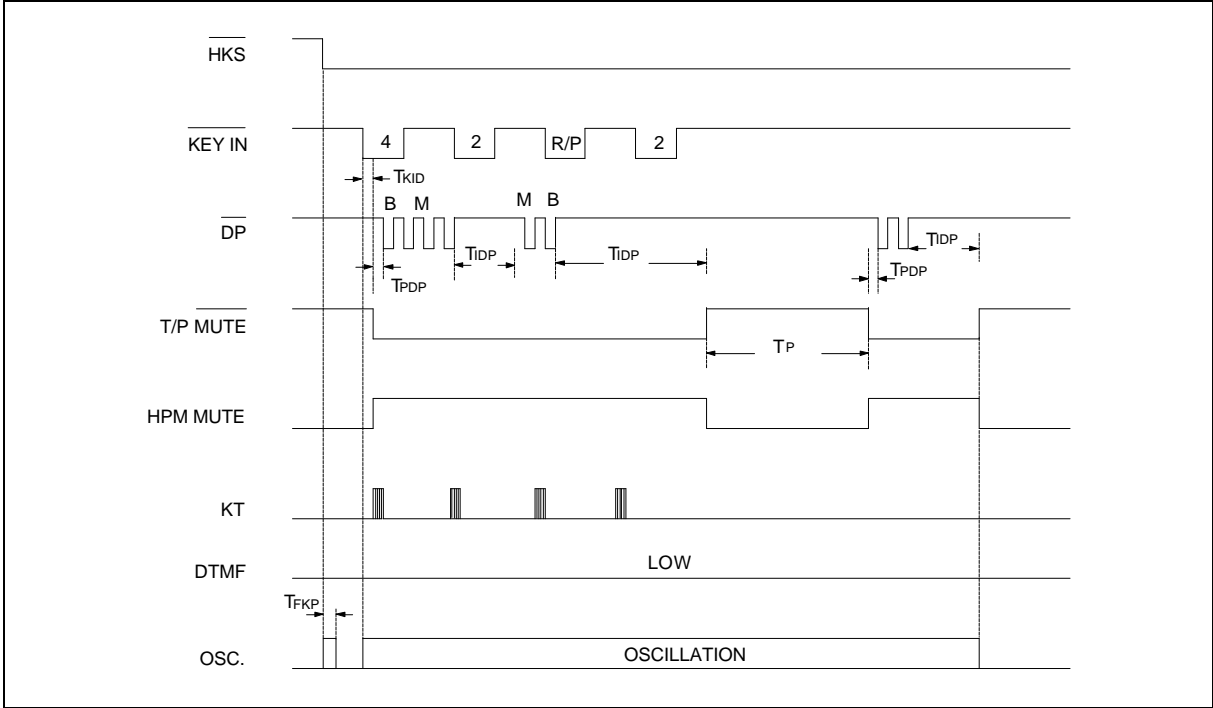 HKS
KEY IN
4 2 R/P 2
TKID
B M M B
DP
TIDP TIDP TIDP
TPDP TPDP
T/P MUTE
TP
HPM MUTE
KT
LOW
DTMF
TFKP
OSC.
OSCILLATION